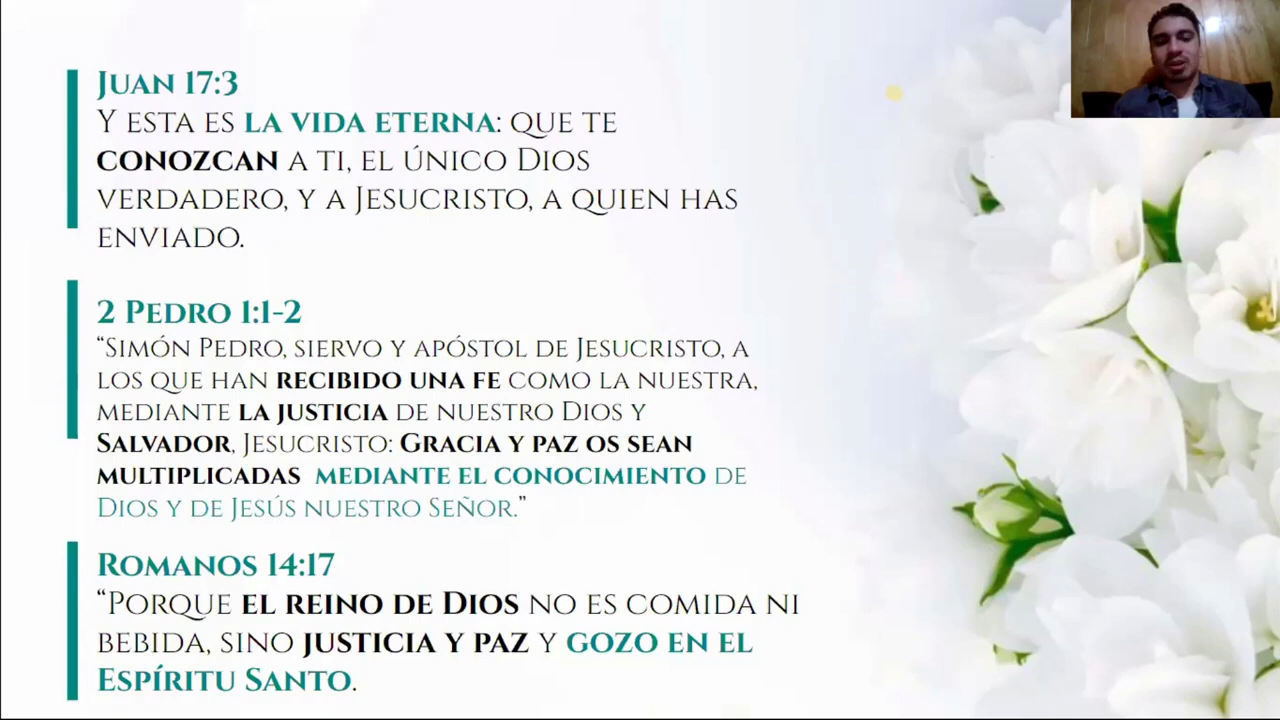 Juan 17:3
Y esta es la vida eterna: que te
conozcan a ti, el único Dios
verdadero, y a Jesucristo, a quien has
enviado.
2 Pedro 1:1-2
“Simón Pedro, siervo y apóstol de Jesucristo, a
los que han recibido una fe como la nuestra,
mediante la justicia de nuestro Dios y
Salvador, Jesucristo: Gracia y paz os sean
multiplicadas mediante el conocimiento de
Dios y de Jesús nuestro Señor.”
Romanos 14:17
“Porque el reino de Dios no es comida ni
bebida, sino justicia y paz y gozo en el
Espíritu Santo.